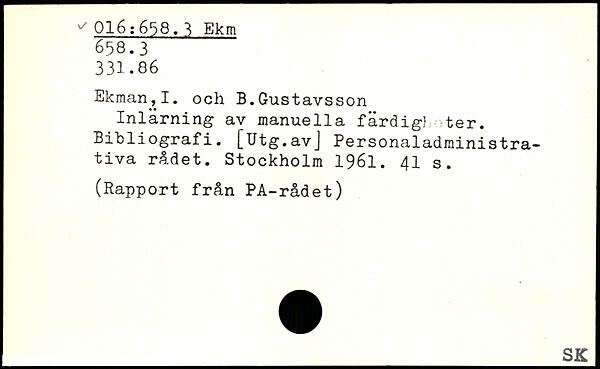 ✓ 016:658.3 Ekm
658.3
331.86
Ekman,I. och B.Gustavsson
Inlärning av manuella färdigheter.
Bibliografi. [Utg.av] Personaladministra-
tiva rådet. Stockholm 1961. 41 s.
(Rapport från PA-rådet)
SK